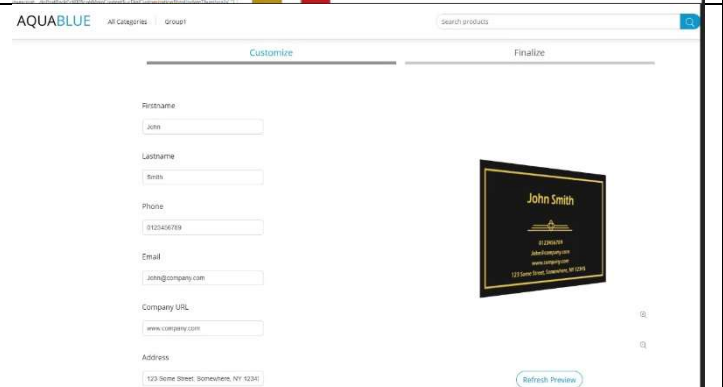 AQUABLUE All Categories Group1 Search products
Customize Finalize
Firstname
John
Lastname
Smith
Phone
0123456789
Email
John@company.com
Company URL
www.company.com
Address
123 Some Street, Somewhere, NY 1234
John Smith
0123456789
John@company.com
www.company.com
123 Some Street, Somewhere, NY 12345
Refresh Preview